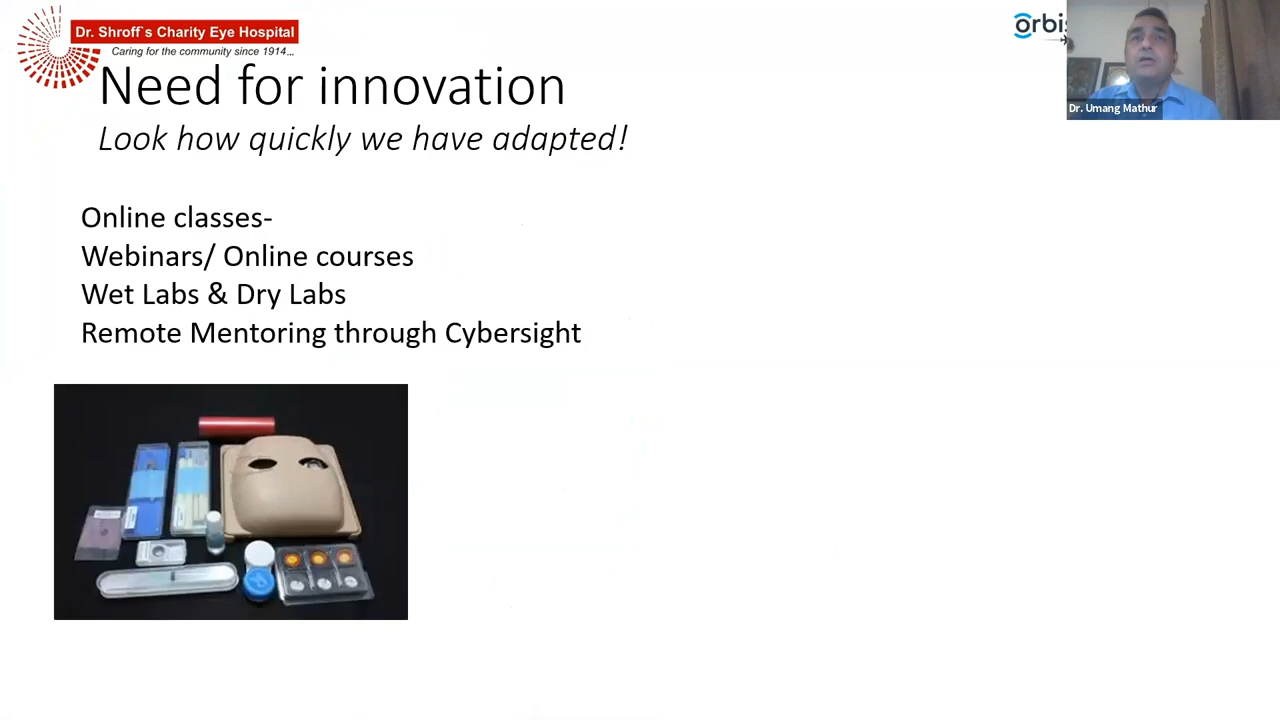 Dr. Shroff`s Charity Eye Hospital
Caring for the community since 1914...
orbis
Dr. Umang Mathur
Need for innovation
Look how quickly we have adapted!
Online classes-
Webinars/ Online courses
Wet Labs & Dry Labs
Remote Mentoring through Cybersight